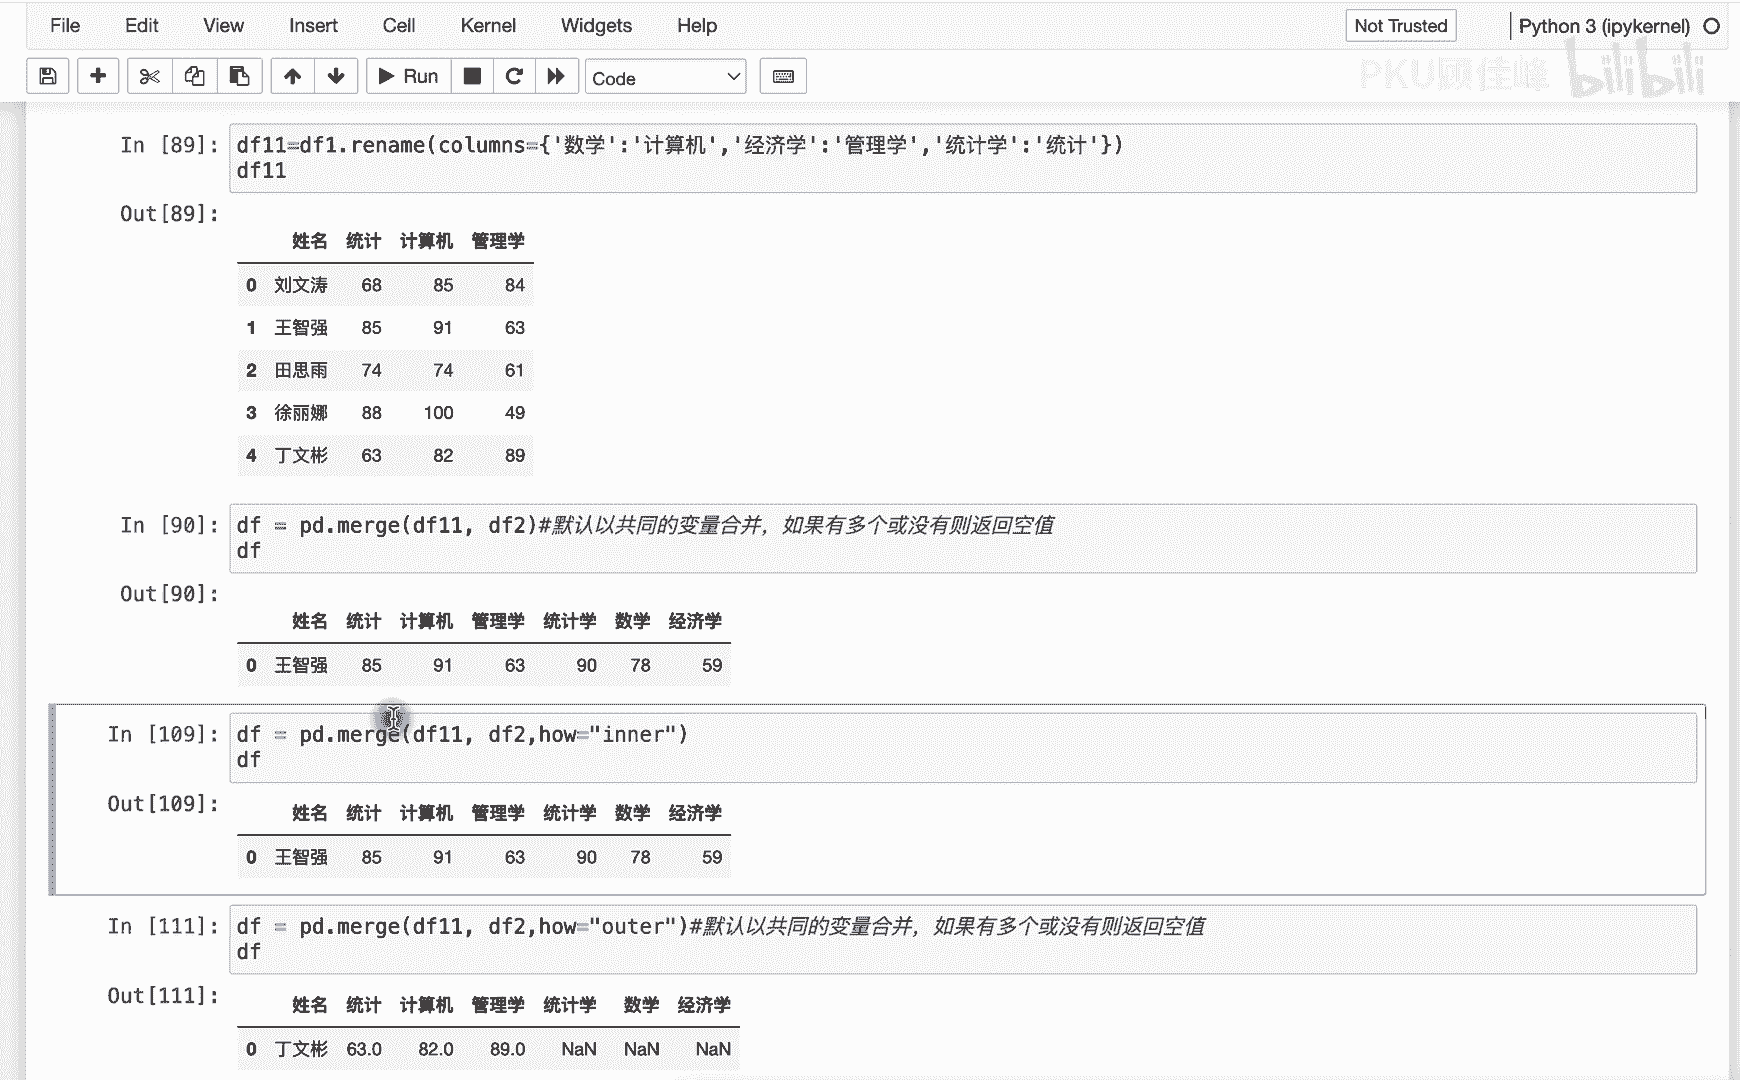 File Edit View Insert Cell Kernel Widgets Help Not Trusted Python 3 (ipykernel)
Run Code PKU顾佳峰 bilibili
In [89]: df11=df1.rename(columns={'数学':'计算机','经济学':'管理学','统计学':'统计'})
df11
Out[89]:
姓名 统计 计算机 管理学
0 刘文涛 68 85 84
1 王智强 85 91 63
2 田思雨 74 74 61
3 徐丽娜 88 100 49
4 丁文彬 63 82 89
In [90]: df = pd.merge(df11, df2)#默认以共同的变量合并，如果有多个或没有则返回空值
df
Out[90]:
姓名 统计 计算机 管理学 统计学 数学 经济学
0 王智强 85 91 63 90 78 59
In [109]: df = pd.merge(df11, df2,how="inner")
df
Out[109]:
姓名 统计 计算机 管理学 统计学 数学 经济学
0 王智强 85 91 63 90 78 59
In [111]: df = pd.merge(df11, df2,how="outer")#默认以共同的变量合并，如果有多个或没有则返回空值
df
Out[111]:
姓名 统计 计算机 管理学 统计学 数学 经济学
0 丁文彬 63.0 82.0 89.0 NaN NaN NaN